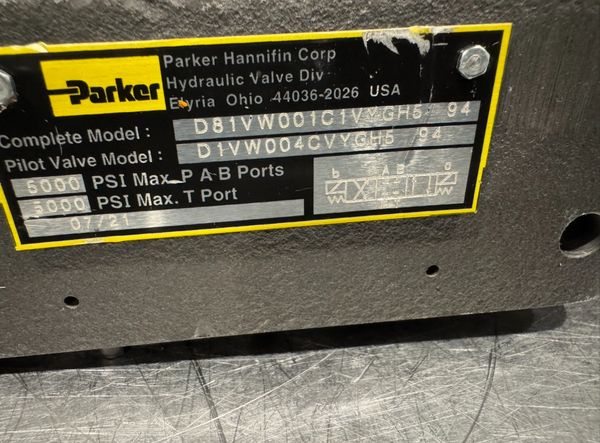 Parker
Parker Hannifin Corp
Hydraulic Valve Div
Elyria Ohio 44036-2026 USA
Complete Model : D81VW001C1VYGH5 94
Pilot Valve Model : D1VW004CVYGH5 94
5000 PSI Max. P A-B Ports
5000 PSI Max. T Port
07/21
b A B a